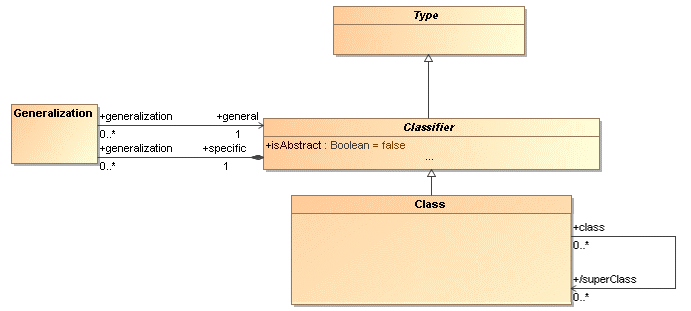 Type
Generalization
+generalization
+general
0..*
1
Classifier
+generalization
+specific
0..*
1
+isAbstract : Boolean = false
...
Class
+class
0..*
+/superClass
0..*